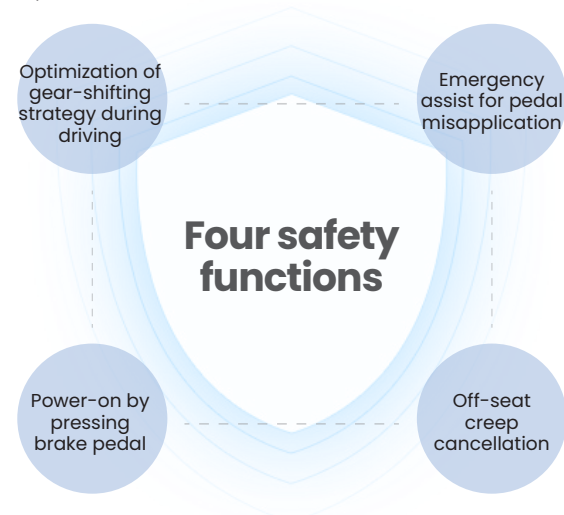 Optimization of
gear-shifting
strategy during
driving
Emergency
assist for pedal
misapplication
Four safety
functions
Power-on by
pressing
brake pedal
Off-seat
creep
cancellation